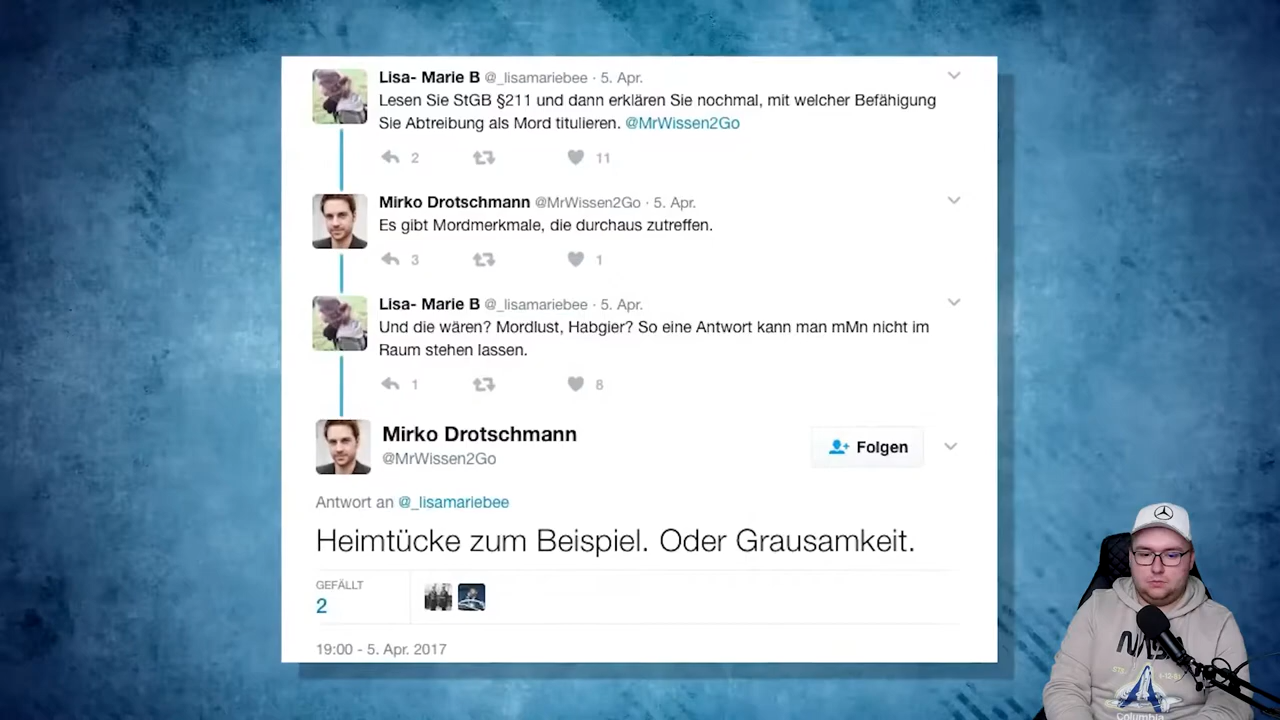 Lisa- Marie B @_lisamariebee · 5. Apr.
Lesen Sie StGB §211 und dann erklären Sie nochmal, mit welcher Befähigung
Sie Abtreibung als Mord titulieren. @MrWissen2Go
2 11
Mirko Drotschmann @MrWissen2Go · 5. Apr.
Es gibt Mordmerkmale, die durchaus zutreffen.
3 1
Lisa- Marie B @_lisamariebee · 5. Apr.
Und die wären? Mordlust, Habgier? So eine Antwort kann man mMn nicht im
Raum stehen lassen.
1 8
Mirko Drotschmann
@MrWissen2Go
Folgen
Antwort an @_lisamariebee
Heimtücke zum Beispiel. Oder Grausamkeit.
GEFÄLLT
2
19:00 - 5. Apr. 2017
NASA
Columbia